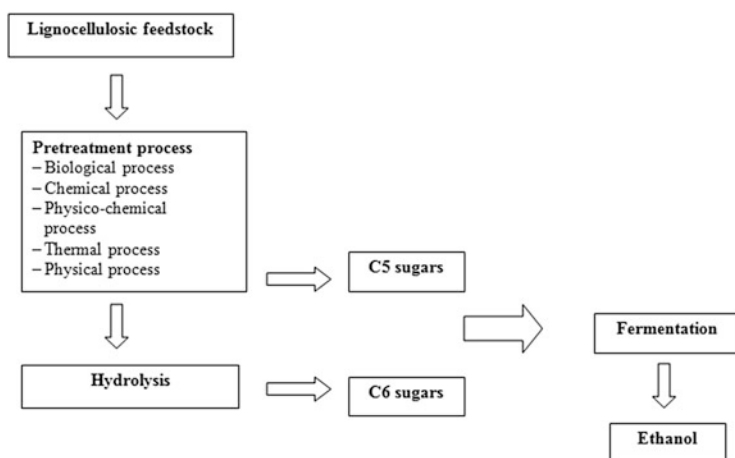 Lignocellulosic feedstock
Pretreatment process
– Biological process
– Chemical process
– Physico-chemical
process
– Thermal process
– Physical process
C5 sugars
Fermentation
Hydrolysis
C6 sugars
Ethanol